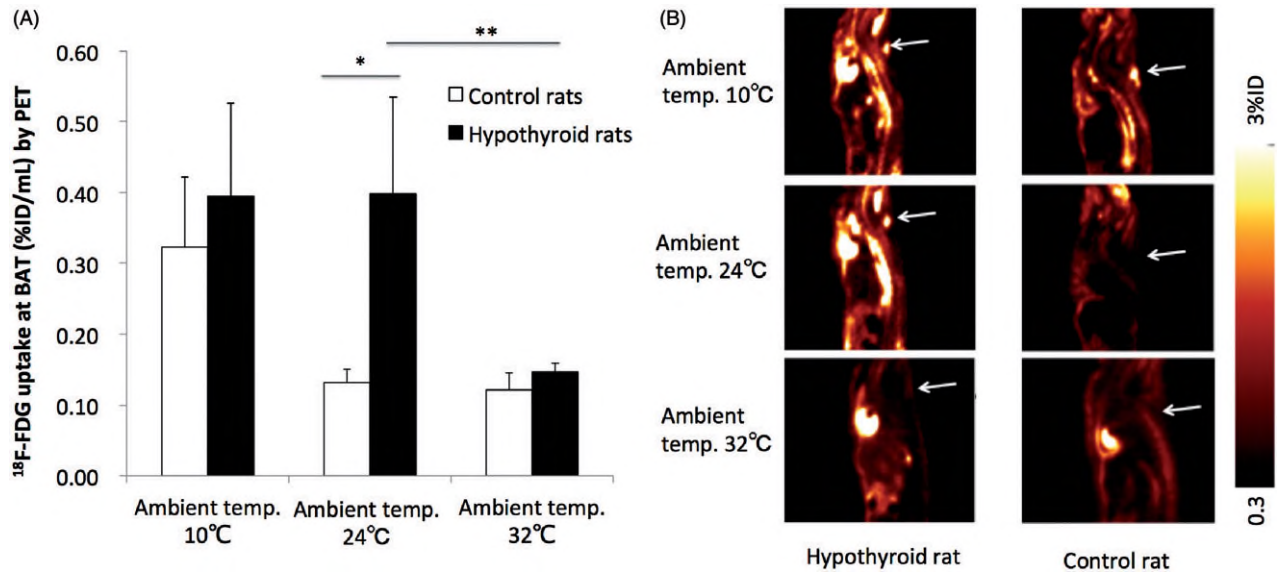 (A)
¹⁸F-FDG uptake at BAT (%ID/mL) by PET
0.60
0.50
0.40
0.30
0.20
0.10
0.00
*
**
Control rats
Hypothyroid rats
Ambient temp.
10℃
Ambient temp.
24℃
Ambient temp.
32℃
(B)
Ambient
temp. 10℃
Ambient
temp. 24℃
Ambient
temp. 32℃
Hypothyroid rat
Control rat
3%ID
0.3